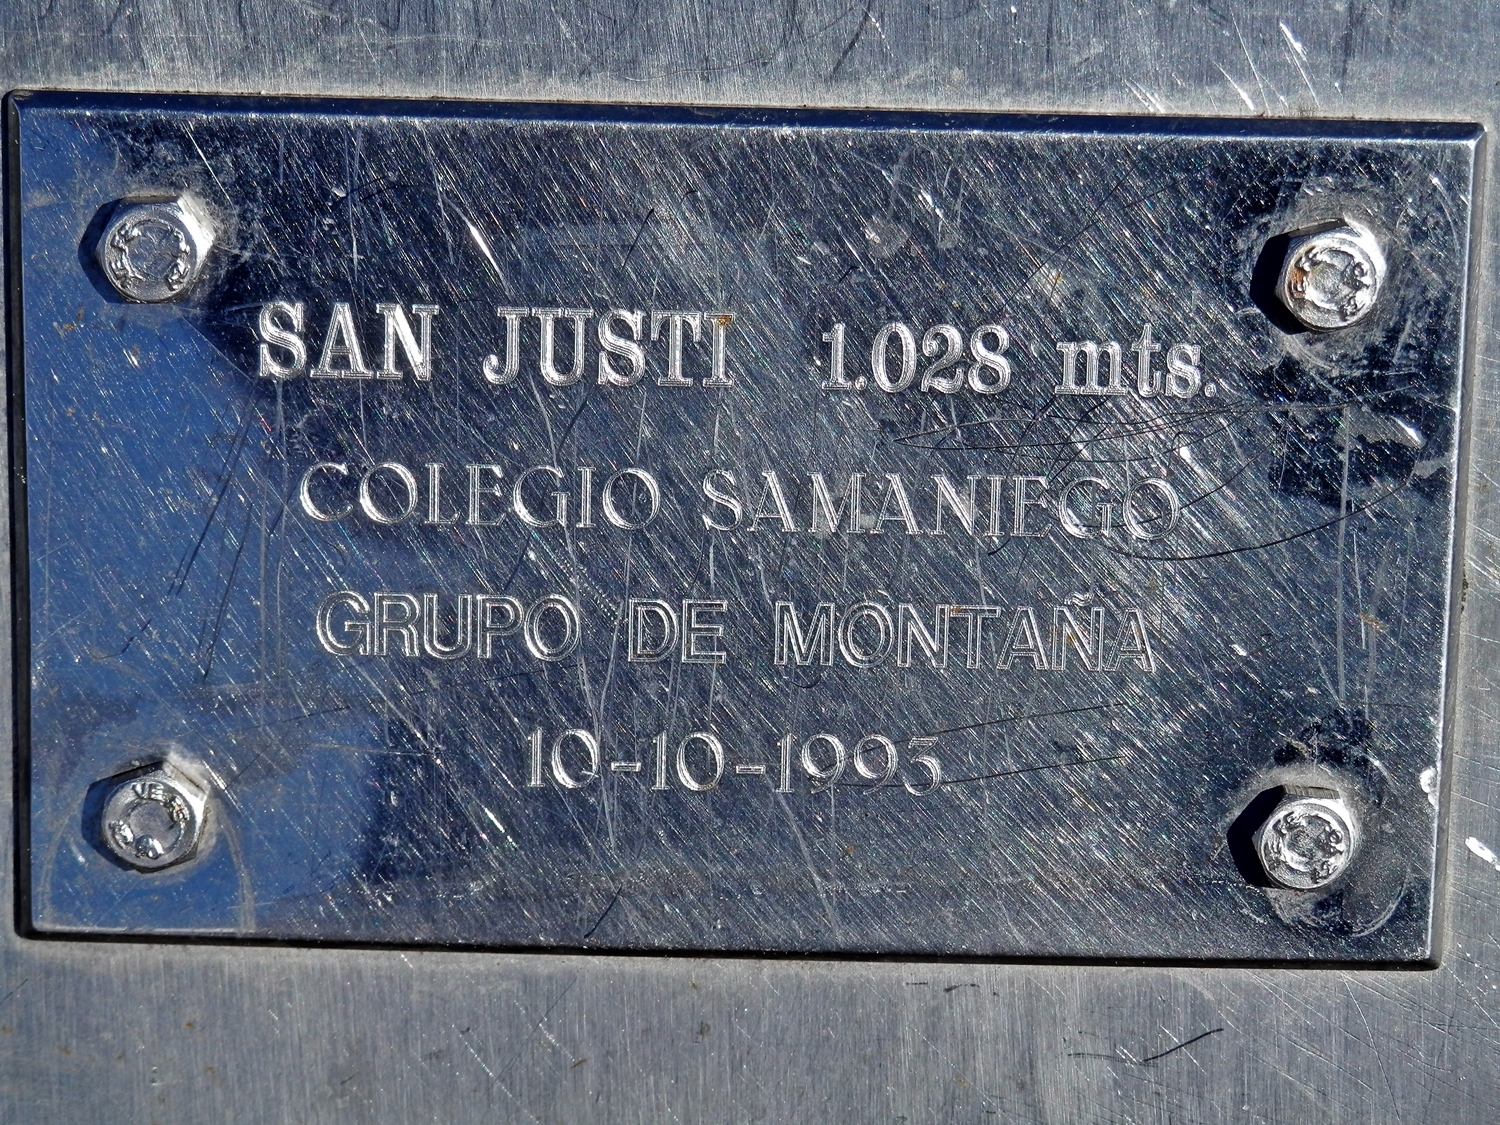 SAN JUSTI 1.028 mts.
COLEGIO SAMANIEGO
GRUPO DE MONTAÑA
10-10-1993